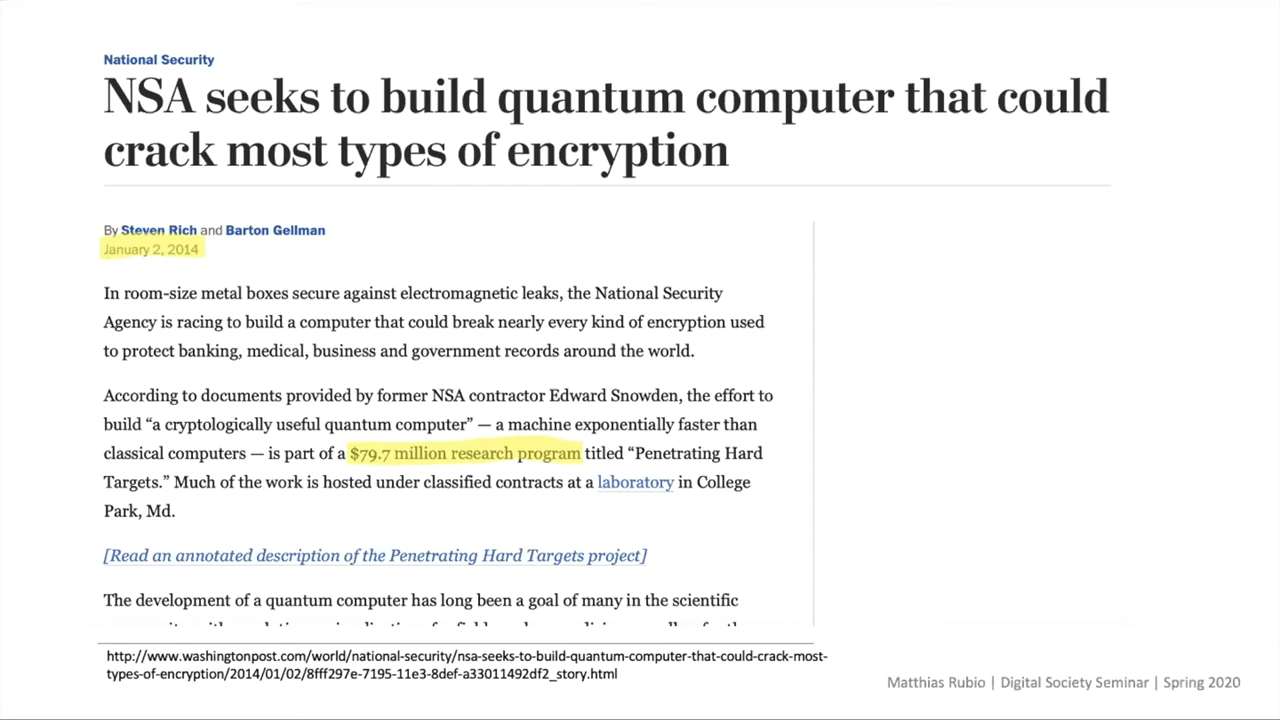 National Security
NSA seeks to build quantum computer that could
crack most types of encryption
By Steven Rich and Barton Gellman
January 2, 2014
In room-size metal boxes secure against electromagnetic leaks, the National Security
Agency is racing to build a computer that could break nearly every kind of encryption used
to protect banking, medical, business and government records around the world.
According to documents provided by former NSA contractor Edward Snowden, the effort to
build “a cryptologically useful quantum computer” — a machine exponentially faster than
classical computers — is part of a $79.7 million research program titled “Penetrating Hard
Targets.” Much of the work is hosted under classified contracts at a laboratory in College
Park, Md.
[Read an annotated description of the Penetrating Hard Targets project]
The development of a quantum computer has long been a goal of many in the scientific
http://www.washingtonpost.com/world/national-security/nsa-seeks-to-build-quantum-computer-that-could-crack-most-
types-of-encryption/2014/01/02/8fff297e-7195-11e3-8def-a33011492df2_story.html
Matthias Rubio | Digital Society Seminar | Spring 2020